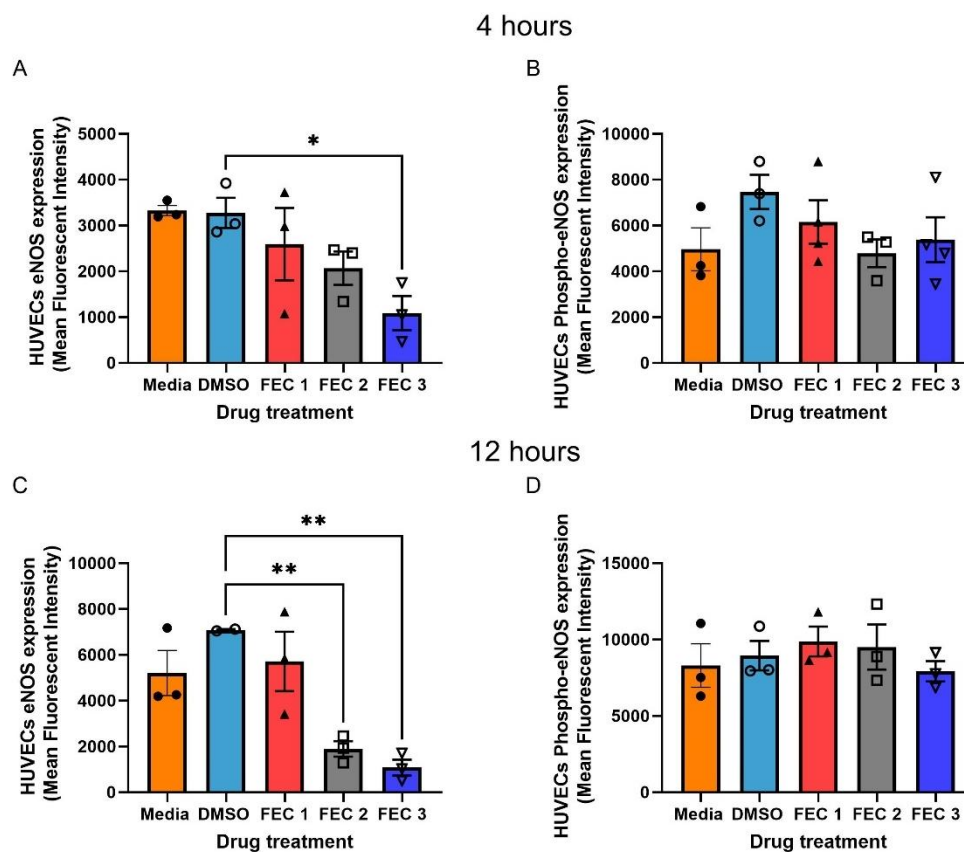 4 hours
A
B
HUVECs eNOS expression
(Mean Fluorescent Intensity)
5000
4000
3000
2000
1000
0
*
Media DMSO FEC 1 FEC 2 FEC 3
Drug treatment
HUVECs Phospho-eNOS expression
(Mean Fluorescent Intensity)
10000
8000
6000
4000
2000
0
Media DMSO FEC 1 FEC 2 FEC 3
Drug treatment
12 hours
C
D
HUVECs eNOS expression
(Mean Fluorescent Intensity)
10000
8000
6000
4000
2000
0
**
**
Media DMSO FEC 1 FEC 2 FEC 3
Drug treatment
HUVECs Phospho-eNOS expression
(Mean Fluorescent Intensity)
15000
10000
5000
0
Media DMSO FEC 1 FEC 2 FEC 3
Drug treatment